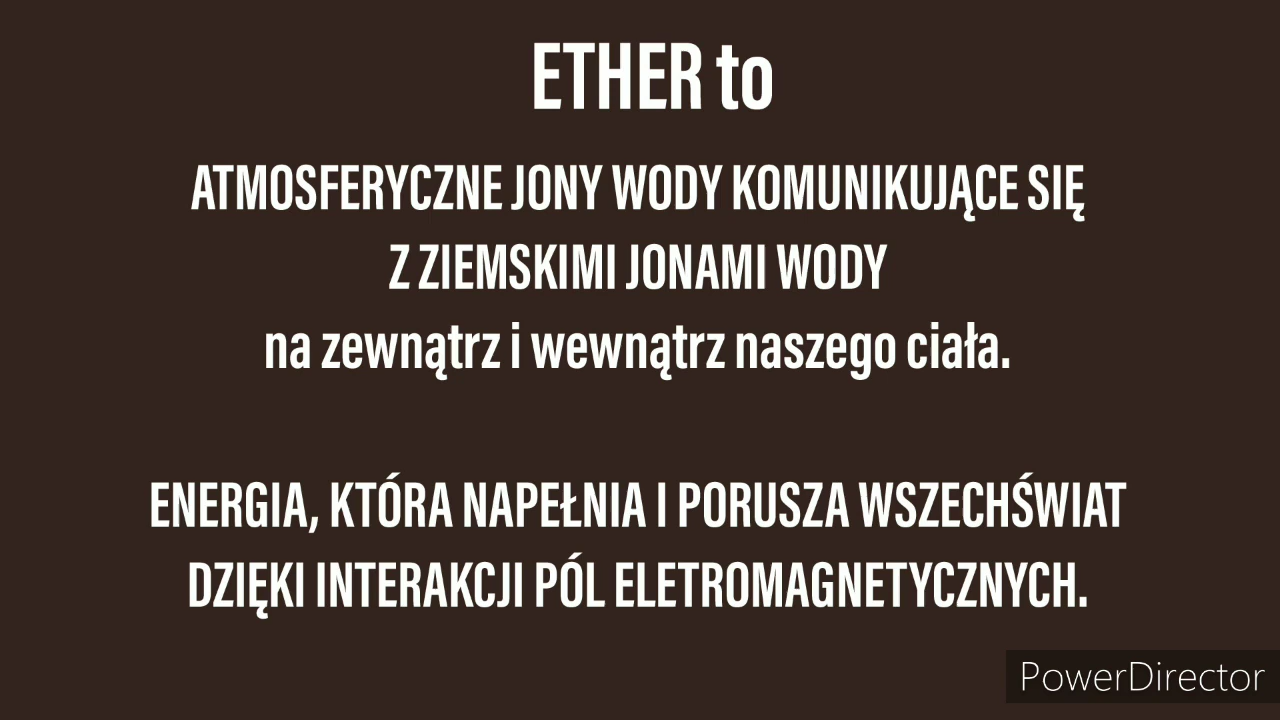 ETHER to
ATMOSFERYCZNE JONY WODY KOMUNIKUJĄCE SIĘ
Z ZIEMSKIMI JONAMI WODY
na zewnątrz i wewnątrz naszego ciała.
ENERGIA, KTÓRA NAPEŁNIA I PORUSZA WSZECHŚWIAT
DZIĘKI INTERAKCJI PÓL ELETROMAGNETYCZNYCH.
PowerDirector